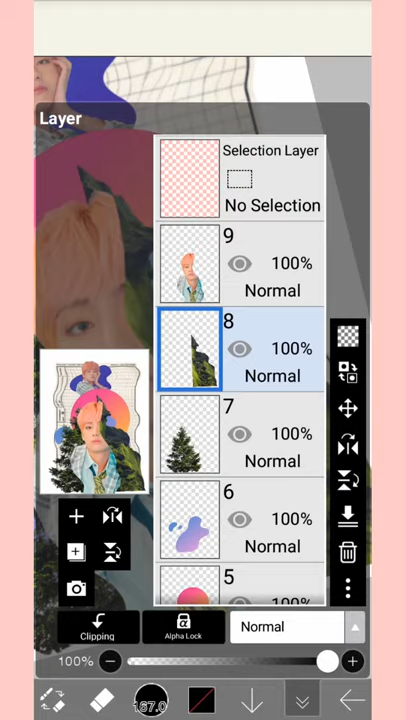 Layer
Selection Layer
No Selection
9
100%
Normal
8
100%
Normal
7
100%
Normal
6
100%
Normal
5
100%
Clipping
α
Alpha Lock
Normal
100%
167.0